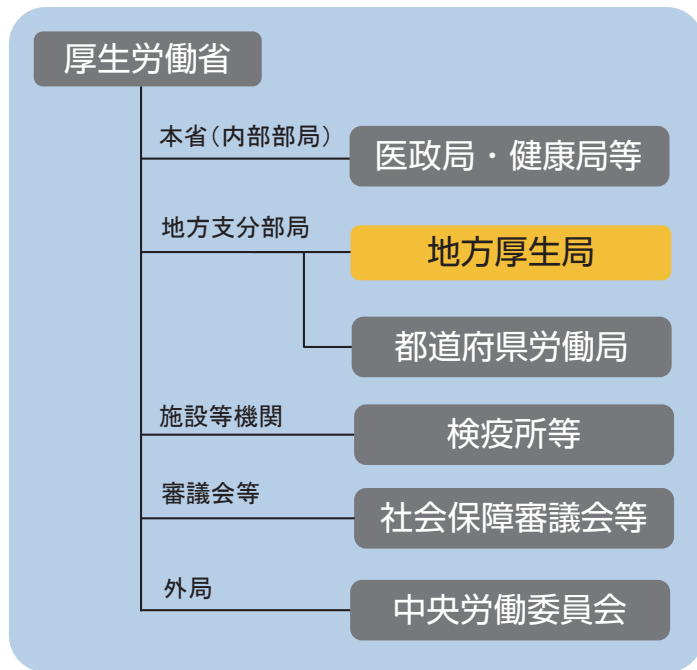 厚生労働省
本省（内部部局）
医政局・健康局等
地方支分部局
地方厚生局
都道府県労働局
施設等機関
検疫所等
審議会等
社会保障審議会等
外局
中央労働委員会